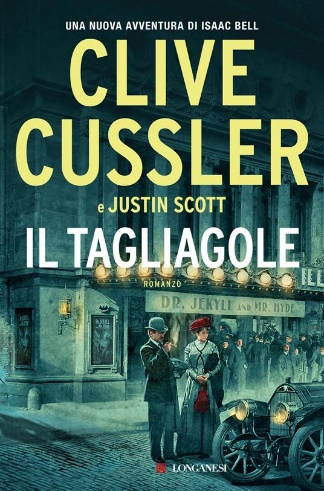 UNA NUOVA AVVENTURA DI ISAAC BELL
CLIVE
CUSSLER
e JUSTIN SCOTT
IL TAGLIAGOLE
ROMANZO
DR. JEKYLL AND MR. HYDE
LONGANESI